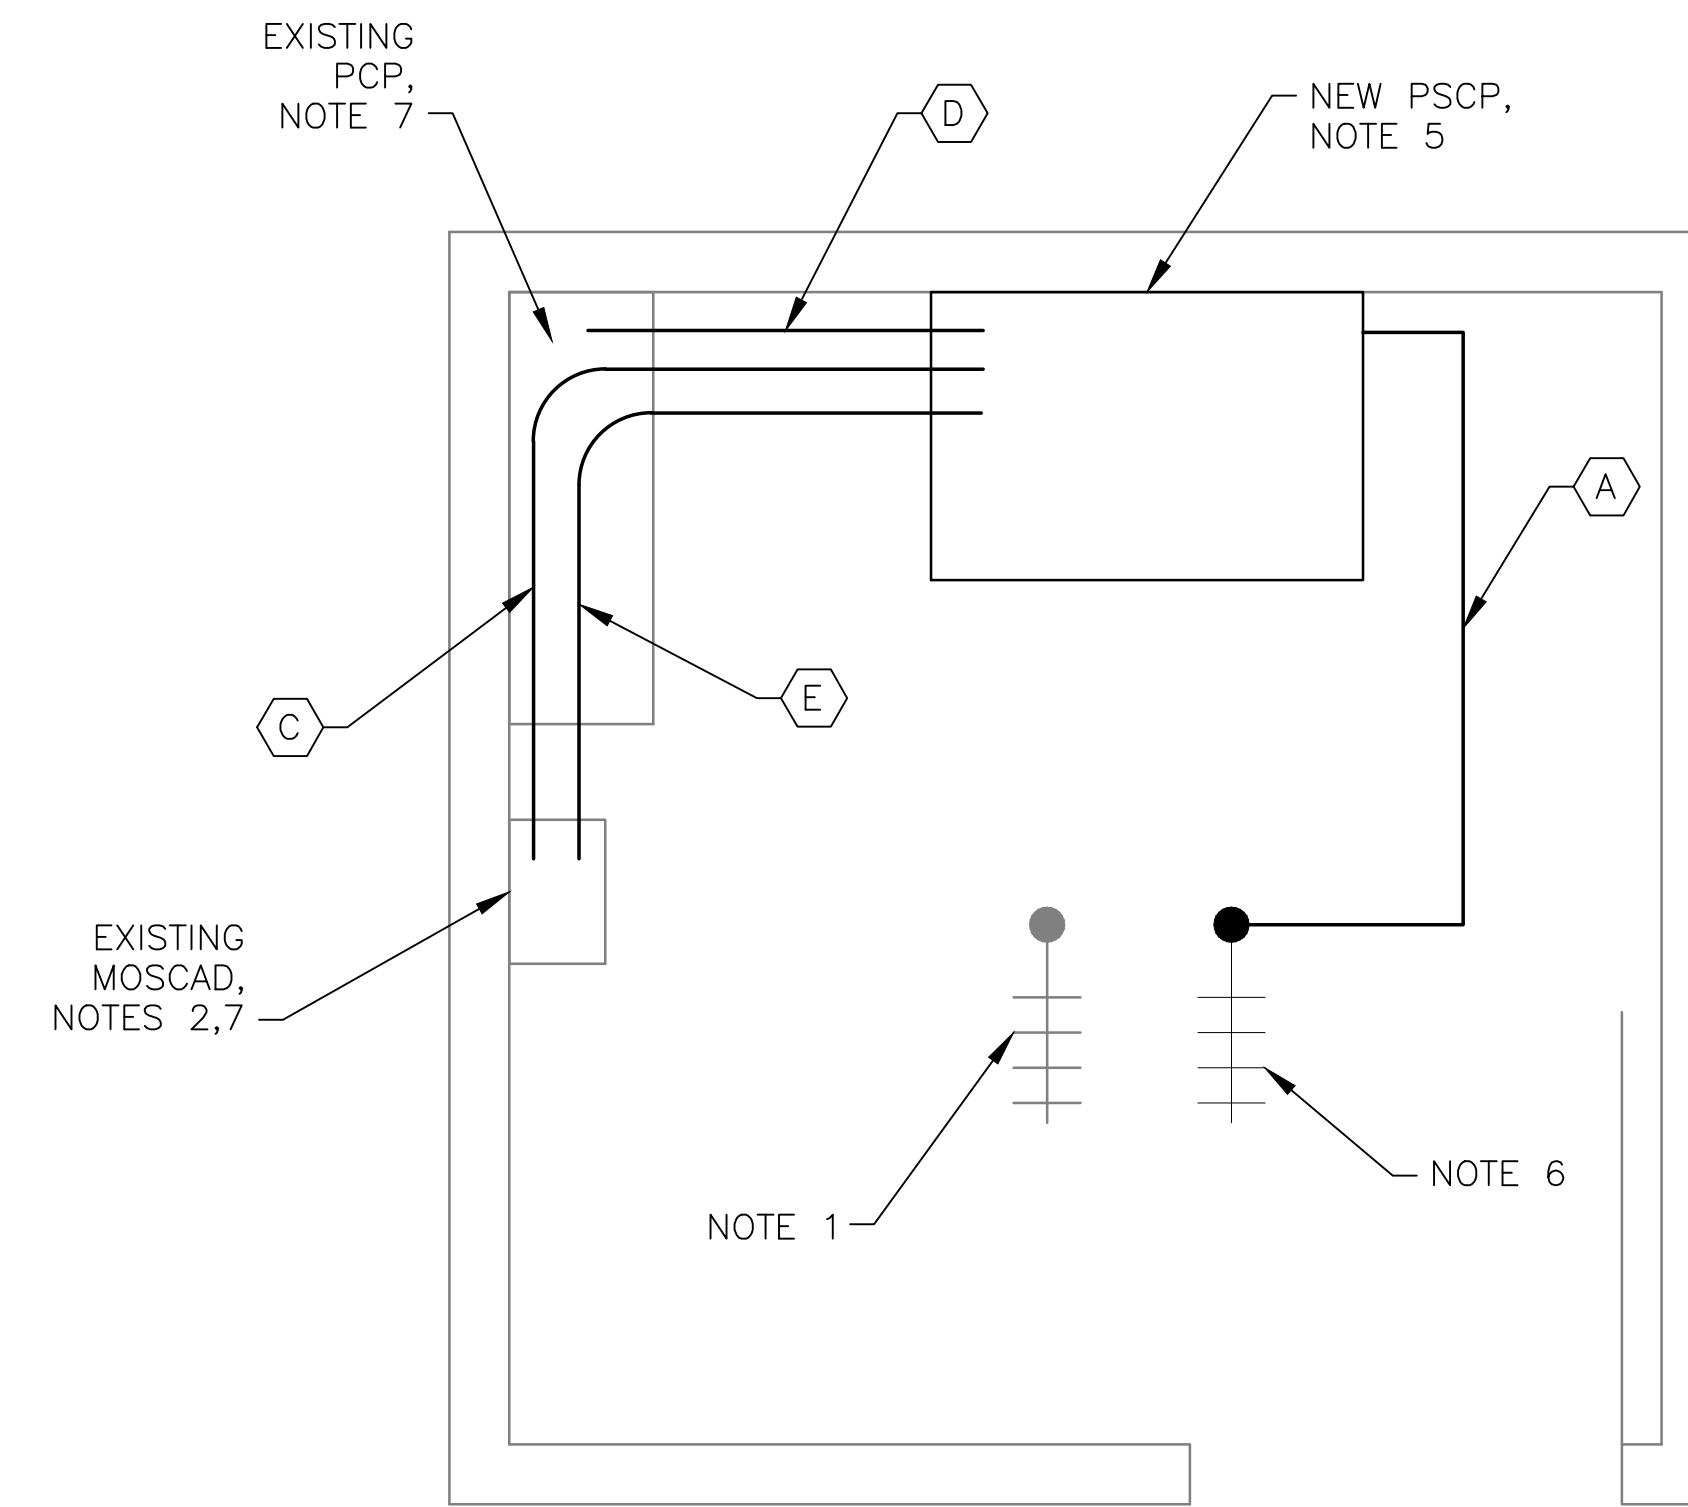 EXISTING
PCP,
NOTE 7
D
NEW PSCP,
NOTE 5
A
C
E
EXISTING
MOSCAD,
NOTES 2,7
NOTE 1
NOTE 6